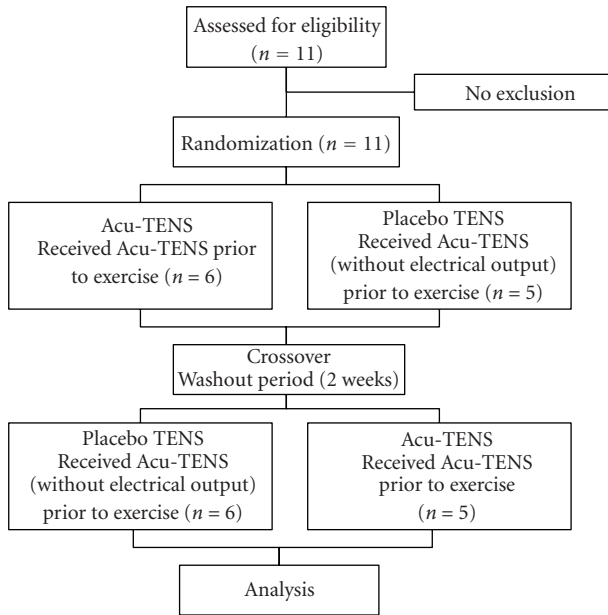 Assessed for eligibility
(n = 11)
No exclusion
Randomization (n = 11)
Acu-TENS
Received Acu-TENS prior
to exercise (n = 6)
Placebo TENS
Received Acu-TENS
(without electrical output)
prior to exercise (n = 5)
Crossover
Washout period (2 weeks)
Placebo TENS
Received Acu-TENS
(without electrical output)
prior to exercise (n = 6)
Acu-TENS
Received Acu-TENS
prior to exercise
(n = 5)
Analysis